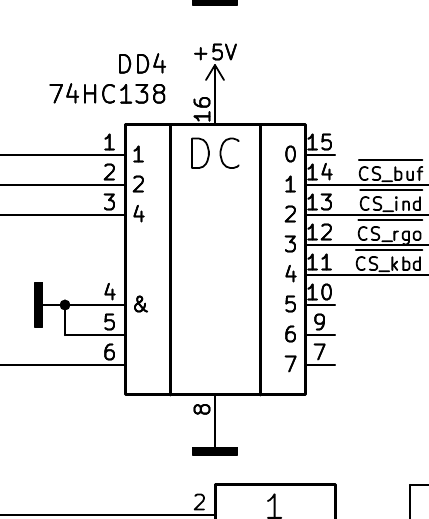 +5V
DD4
74HC138
16
DC
1 1 0 15
2 2 1 14 CS_buf
3 4 2 13 CS_ind
3 12 CS_rgo
4 11 CS_kbd
4 & 5 10
5 6 9
6 7 7
8
2 1